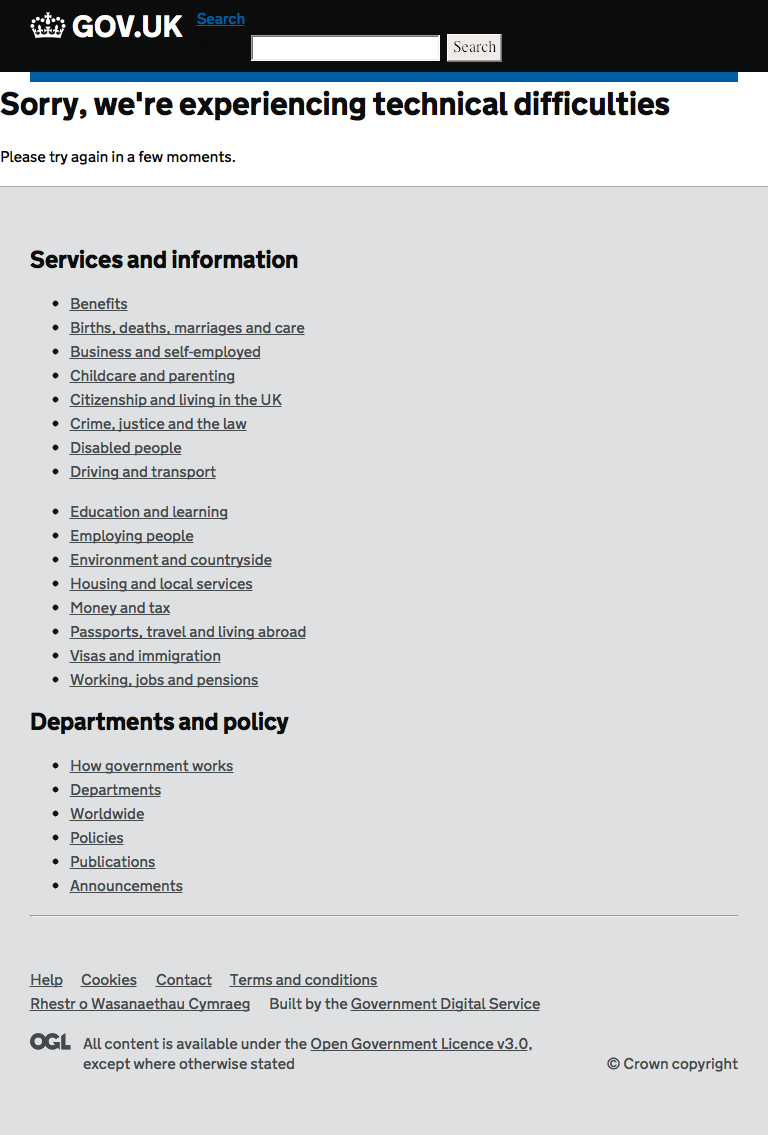 GOV.UK
Search
Search
Sorry, we're experiencing technical difficulties
Please try again in a few moments.
Services and information
Benefits
Births, deaths, marriages and care
Business and self-employed
Childcare and parenting
Citizenship and living in the UK
Crime, justice and the law
Disabled people
Driving and transport
Education and learning
Employing people
Environment and countryside
Housing and local services
Money and tax
Passports, travel and living abroad
Visas and immigration
Working, jobs and pensions
Departments and policy
How government works
Departments
Worldwide
Policies
Publications
Announcements
Help Cookies Contact Terms and conditions
Rhestr o Wasanaethau Cymraeg Built by the Government Digital Service
OGL All content is available under the Open Government Licence v3.0,
except where otherwise stated © Crown copyright